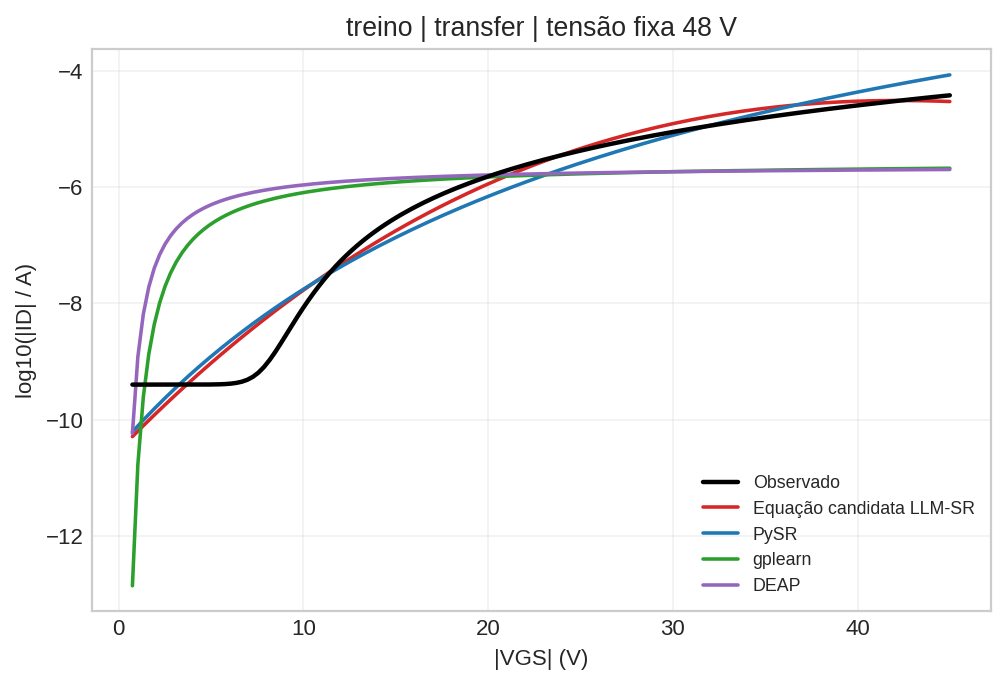 treino | transfer | tensão fixa 48 V
−4
−6
−8
−10
−12
log10(|ID| / A)
0
10
20
30
40
|VGS| (V)
Observado
Equação candidata LLM-SR
PySR
gplearn
DEAP